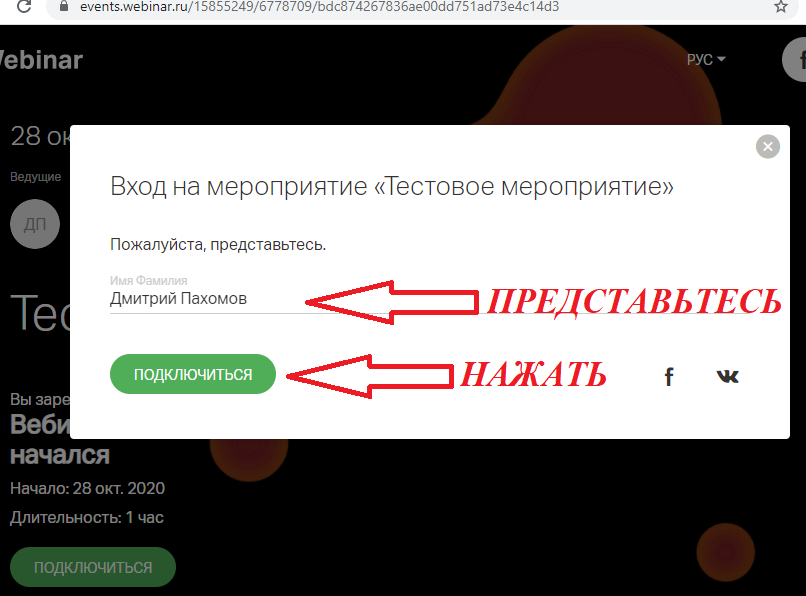 events.webinar.ru/15855249/6778709/bdc874267836ae00dd751ad73e4c14d3
ebinar
РУС
f
28 ок
Ведущие
ДП
Вход на мероприятие «Тестовое мероприятие»
Пожалуйста, представьтесь.
Имя Фамилия
Дмитрий Пахомов
ПРЕДСТАВЬТЕСЬ
Тес
ПОДКЛЮЧИТЬСЯ
НАЖАТЬ
f
Вы заре
Веби
начался
Начало: 28 окт. 2020
Длительность: 1 час
ПОДКЛЮЧИТЬСЯ